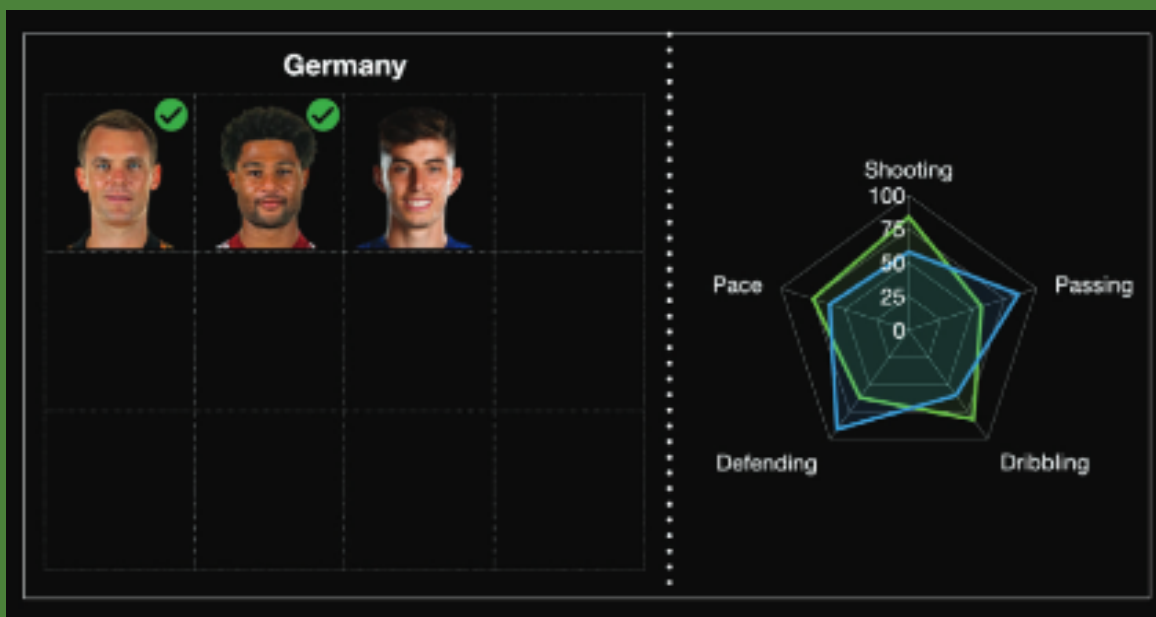 Germany
Shooting
100
75
50
25
0
Pace
Passing
Defending
Dribbling